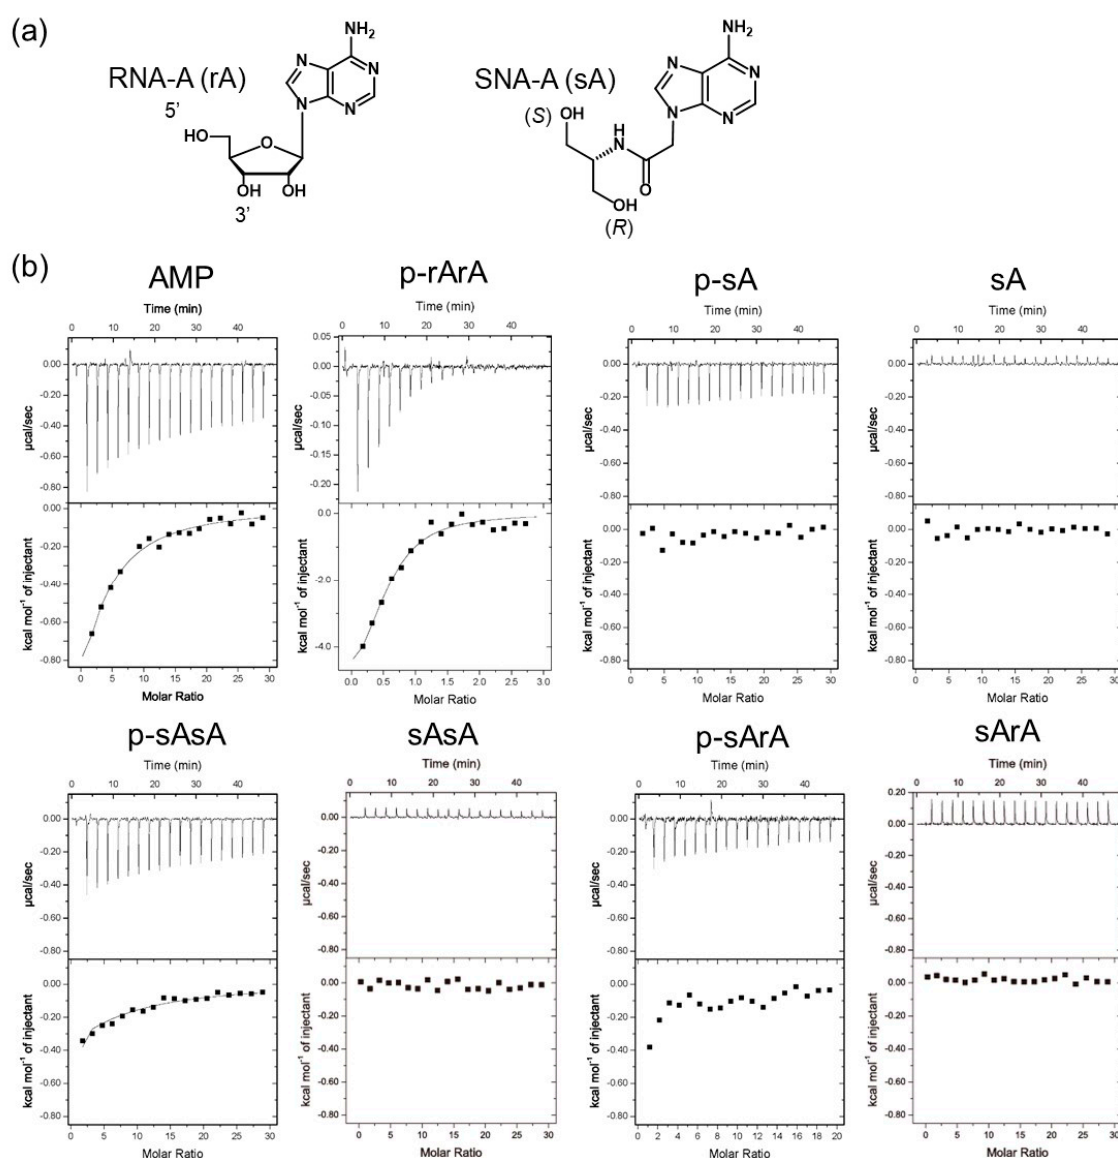 (a)
RNA-A (rA)
5'
NH2
N
N
N
N
HO
O
OH
OH
3'
SNA-A (sA)
(S)
OH
H
N
O
OH
(R)
NH2
N
N
N
N
(b)
AMP
Time (min)
0 10 20 30 40
0.00
-0.20
-0.40
-0.60
-0.80
µcal/sec
0.00
-0.20
-0.40
-0.60
-0.80
kcal mol-1 of injectant
0 5 10 15 20 25 30
Molar Ratio
p-rArA
Time (min)
0 10 20 30 40
0.05
0.00
-0.05
-0.10
-0.15
-0.20
µcal/sec
0.0
-2.0
-4.0
kcal mol-1 of injectant
0.0 0.5 1.0 1.5 2.0 2.5 3.0
Molar Ratio
p-sA
Time (min)
0 10 20 30 40
0.00
-0.20
-0.40
-0.60
-0.80
µcal/sec
0.00
-0.20
-0.40
-0.60
-0.80
kcal mol-1 of injectant
0 5 10 15 20 25 30
Molar Ratio
sA
Time (min)
0 10 20 30 40
0.00
-0.20
-0.40
-0.60
-0.80
µcal/sec
0.00
-0.20
-0.40
-0.60
-0.80
kcal mol-1 of injectant
0 5 10 15 20 25 30
Molar Ratio
p-sAsA
Time (min)
0 10 20 30 40
0.00
-0.20
-0.40
-0.60
-0.80
µcal/sec
0.00
-0.20
-0.40
-0.60
-0.80
kcal mol-1 of injectant
0 5 10 15 20 25 30
Molar Ratio
sAsA
Time (min)
0 10 20 30 40
0.00
-0.20
-0.40
-0.60
-0.80
µcal/sec
0.00
-0.20
-0.40
-0.60
-0.80
kcal mol-1 of injectant
0 5 10 15 20 25 30
Molar Ratio
p-sArA
Time (min)
0 10 20 30 40
0.00
-0.20
-0.40
-0.60
-0.80
µcal/sec
0.00
-0.20
-0.40
-0.60
-0.80
kcal mol-1 of injectant
0 2 4 6 8 10 12 14 16 18 20
Molar Ratio
sArA
Time (min)
0 10 20 30 40
0.20
0.00
-0.20
-0.40
-0.60
-0.80
µcal/sec
0.00
-0.20
-0.40
-0.60
-0.80
kcal mol-1 of injectant
0 5 10 15 20 25 30
Molar Ratio